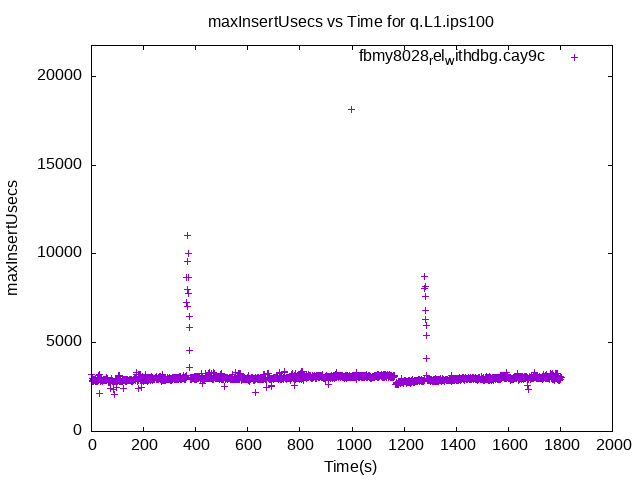 maxInsertUsecs vs Time for q.L1.ips100
fbmy8028relwithdbg.cay9c
20000
15000
10000
5000
0
maxInsertUsecs
0 200 400 600 800 1000 1200 1400 1600 1800 2000
Time(s)